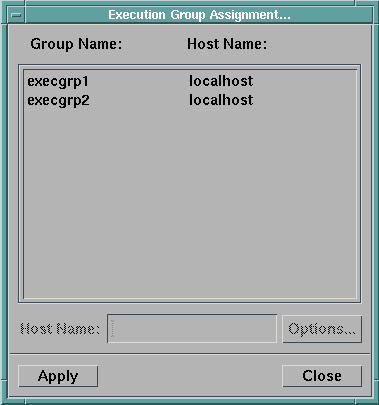 Execution Group Assignment...
Group Name: Host Name:
execgrp1 localhost
execgrp2 localhost
Host Name: Options...
Apply Close